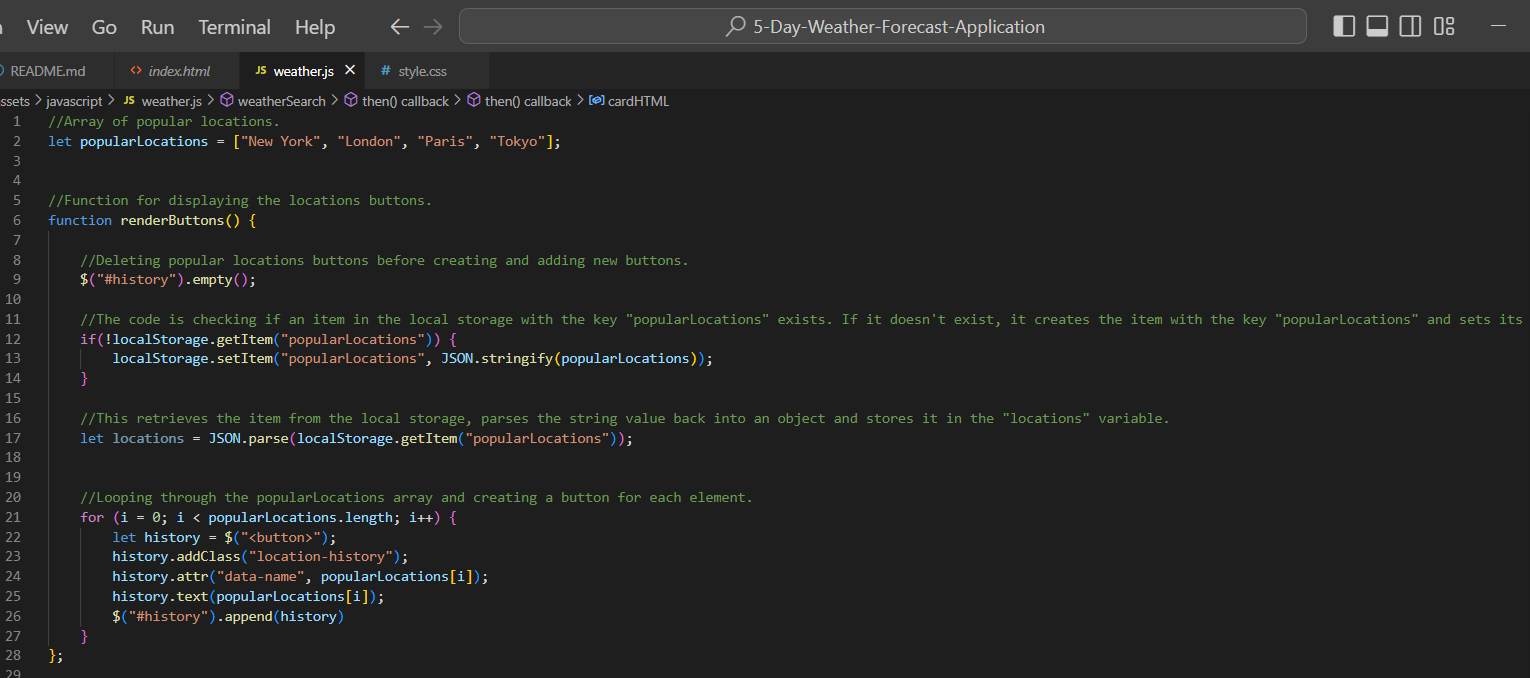 View Go Run Terminal Help 5-Day-Weather-Forecast-Application
README.md index.html JS weather.js # style.css
ssets > javascript > JS weather.js > weatherSearch > then() callback > then() callback > cardHTML
1 //Array of popular locations.
2 let popularLocations = ["New York", "London", "Paris", "Tokyo"];
3
4
5 //Function for displaying the locations buttons.
6 function renderButtons() {
7
8 //Deleting popular locations buttons before creating and adding new buttons.
9 $("#history").empty();
10
11 //The code is checking if an item in the local storage with the key "popularLocations" exists. If it doesn't exist, it creates the item with the key "popularLocations" and sets its
12 if(!localStorage.getItem("popularLocations")) {
13 localStorage.setItem("popularLocations", JSON.stringify(popularLocations));
14 }
15
16 //This retrieves the item from the local storage, parses the string value back into an object and stores it in the "locations" variable.
17 let locations = JSON.parse(localStorage.getItem("popularLocations"));
18
19
20 //Looping through the popularLocations array and creating a button for each element.
21 for (i = 0; i < popularLocations.length; i++) {
22 let history = $("<button>");
23 history.addClass("location-history");
24 history.attr("data-name", popularLocations[i]);
25 history.text(popularLocations[i]);
26 $("#history").append(history)
27 }
28 };
29